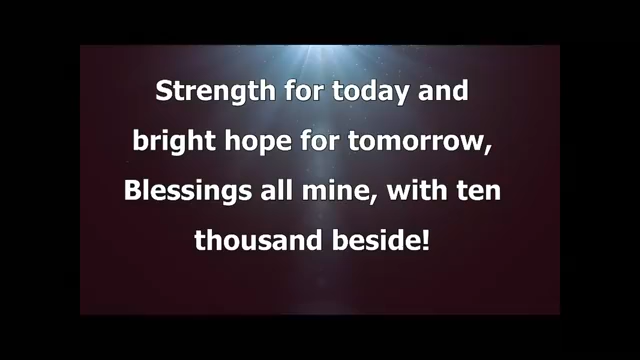 Strength for today and
bright hope for tomorrow,
Blessings all mine, with ten
thousand beside!